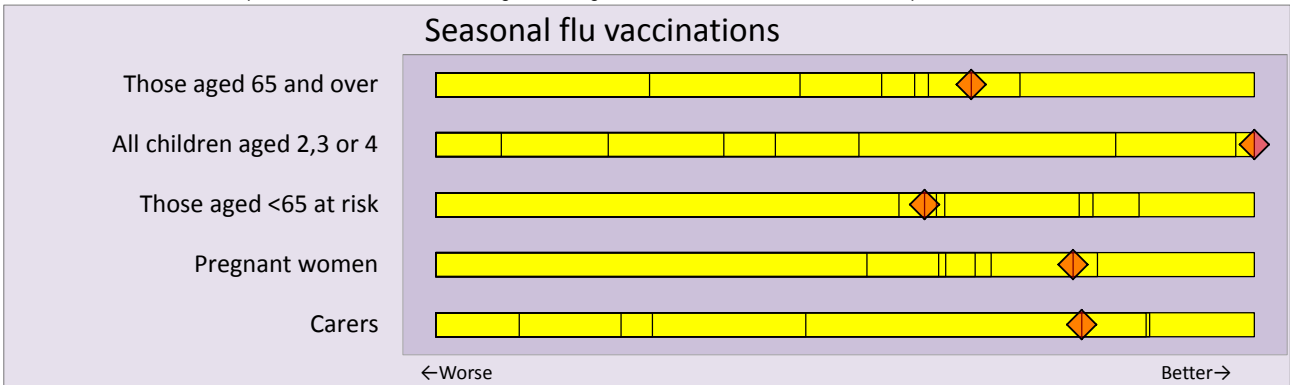 Seasonal flu vaccinations
Those aged 65 and over
All children aged 2,3 or 4
Those aged <65 at risk
Pregnant women
Carers
←Worse
Better→